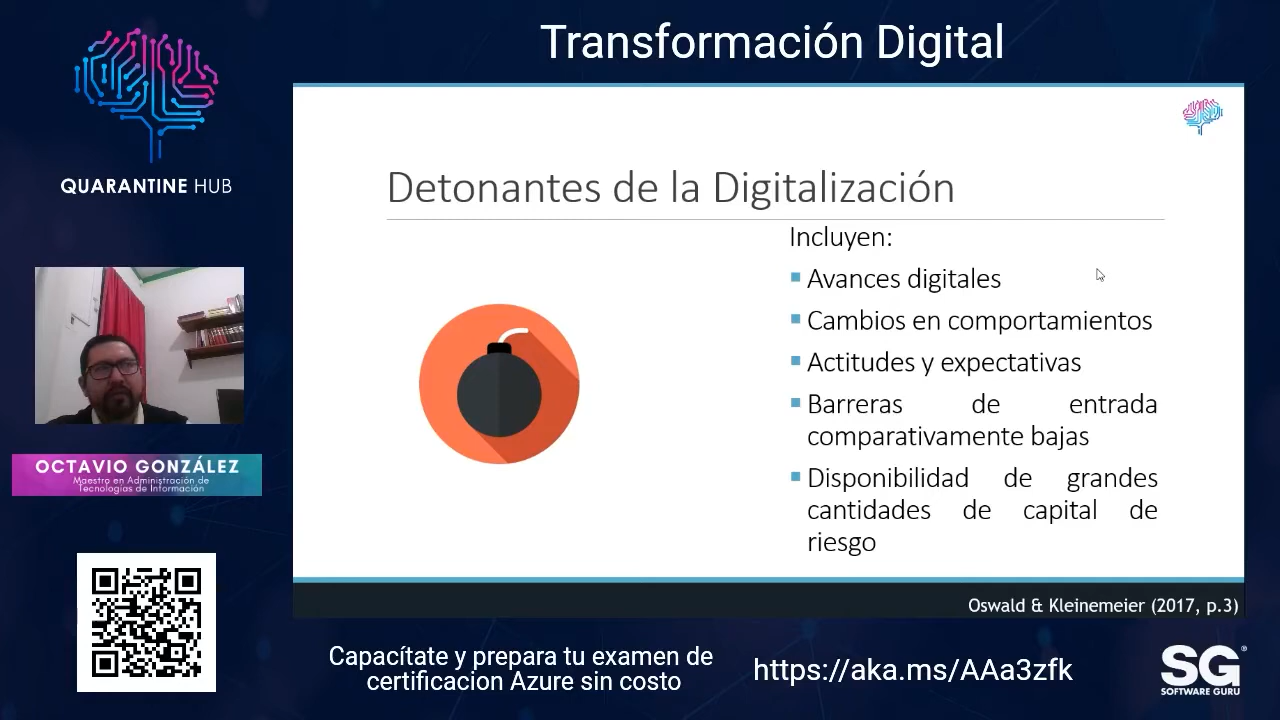 Transformación Digital
QUARANTINE HUB
Detonantes de la Digitalización
Incluyen:
Avances digitales
Cambios en comportamientos
Actitudes y expectativas
Barreras de entrada
comparativamente bajas
Disponibilidad de grandes
cantidades de capital de
riesgo
Oswald & Kleinemeier (2017, p.3)
OCTAVIO GONZÁLEZ
Maestro en Administración de
Tecnologías de Información
Capacítate y prepara tu examen de
certificacion Azure sin costo
https://aka.ms/AAa3zfk
SG®
SOFTWARE GURU